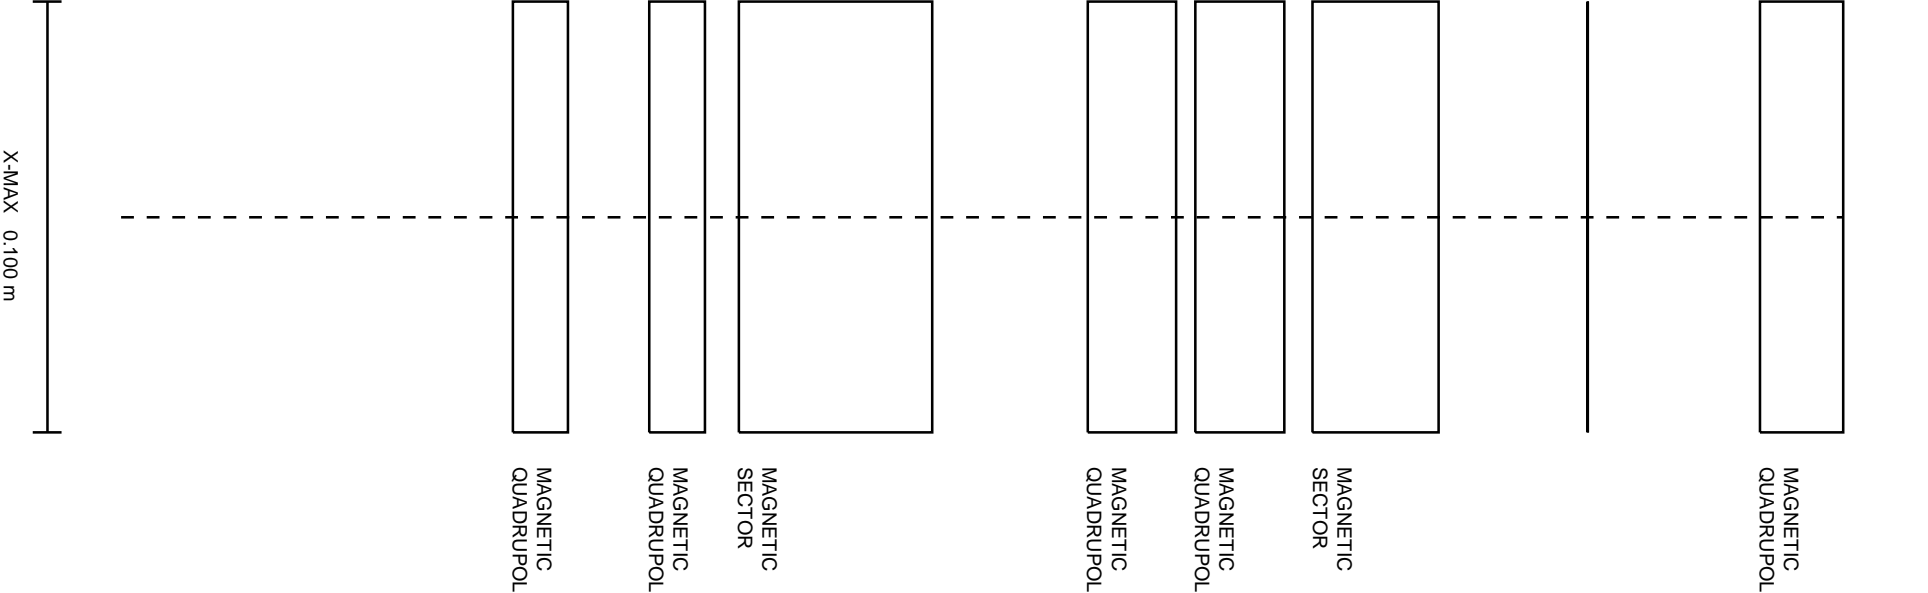 X-MAX 0.100 m
MAGNETIC
QUADRUPOL
MAGNETIC
QUADRUPOL
MAGNETIC
SECTOR
MAGNETIC
QUADRUPOL
MAGNETIC
QUADRUPOL
MAGNETIC
SECTOR
MAGNETIC
QUADRUPOL